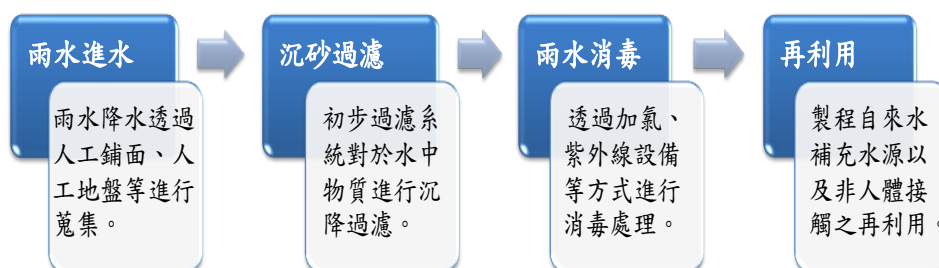 雨水進水
雨水降水透過
人工鋪面、人
工地盤等進行
蒐集。
沉砂過濾
初步過濾系
統對於水中
物質進行沉
降過濾。
雨水消毒
透過加氯、
紫外線設備
等方式進行
消毒處理。
再利用
製程自來水
補充水源以
及非人體接
觸之再利用。